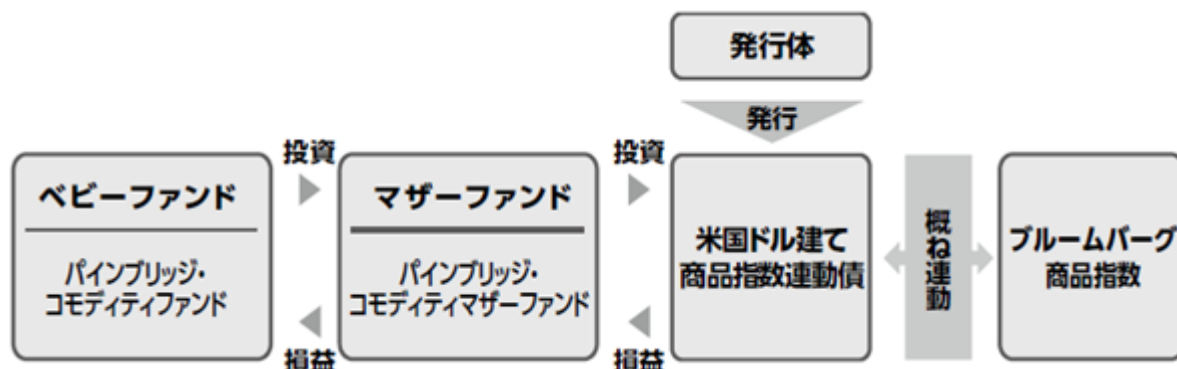 発行体
発行
投資
投資
ベビーファンド
マザーファンド
パインブリッジ・
コモディティファンド
パインブリッジ・
コモディティマザーファンド
米国ドル建て
商品指数連動債
概ね連動
ブルームバーグ
商品指数
損益
損益